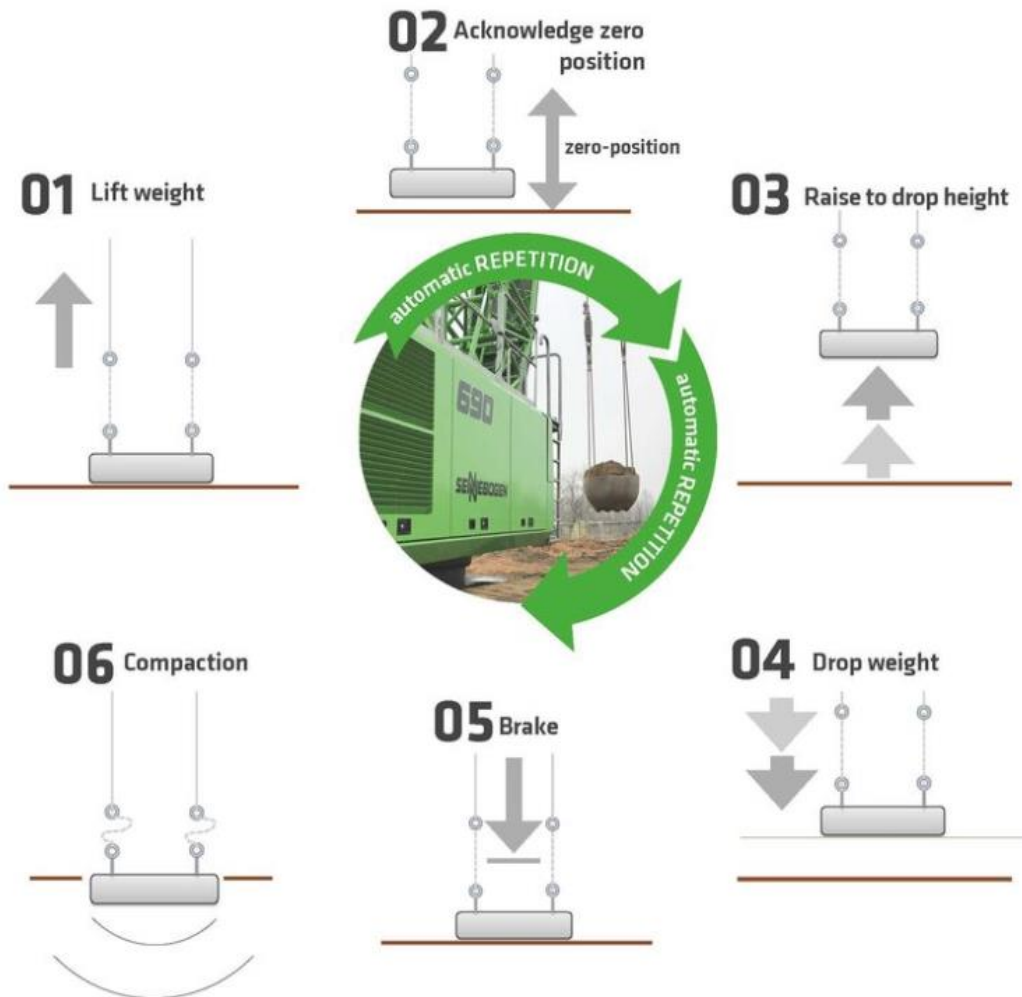 02 Acknowledge zero
position
zero-position
01 Lift weight
03 Raise to drop height
automatic REPETITION
automatic REPETITION
690
SENNEBOGEN
06 Compaction
05 Brake
04 Drop weight